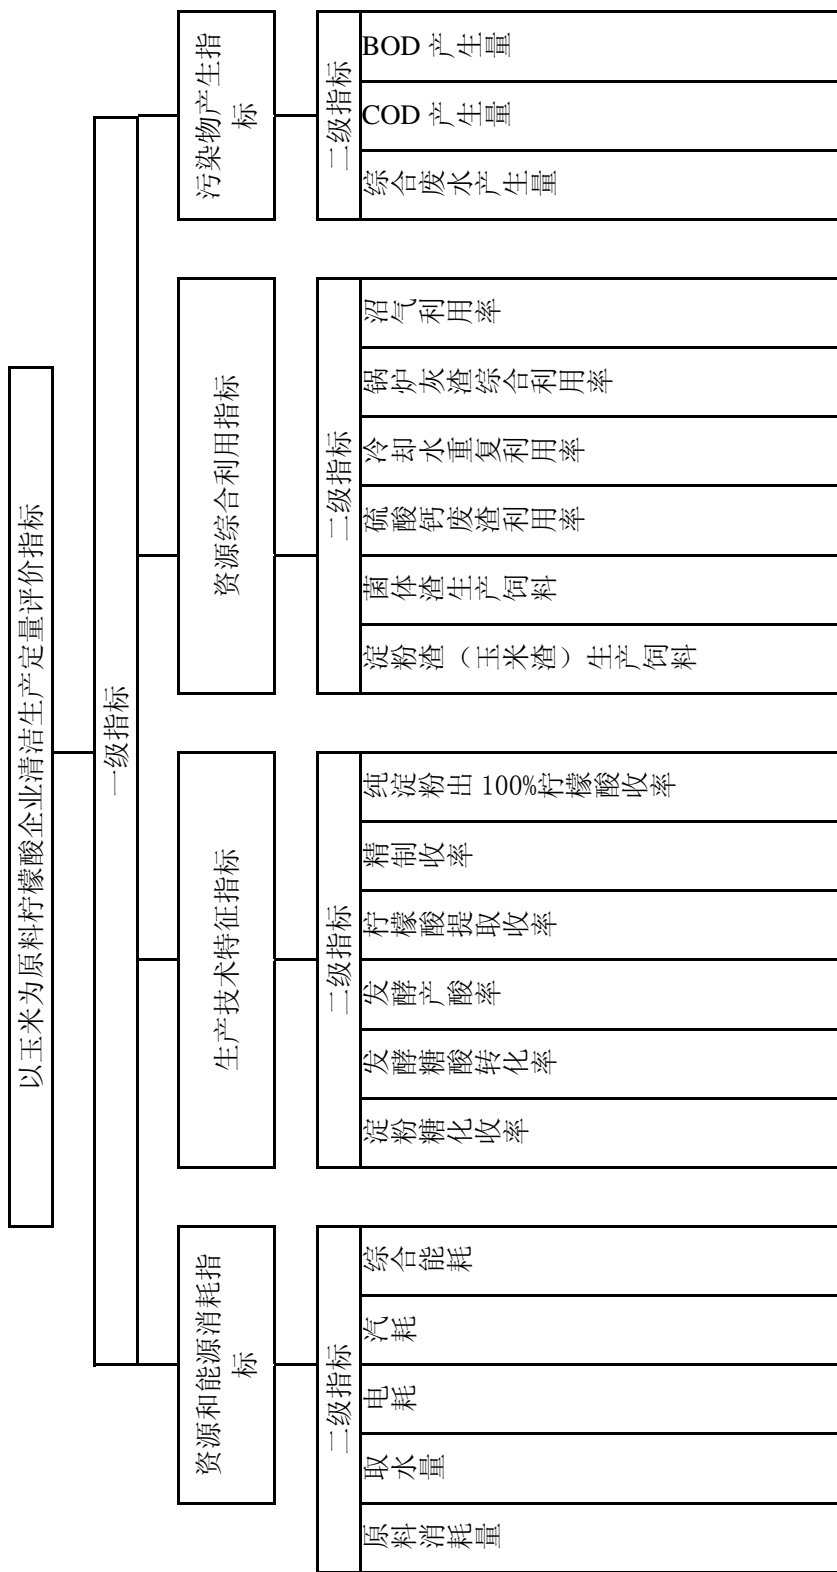 以玉米为原料柠檬酸企业清洁生产定量评价指标
一级指标
资源和能源消耗指
标
二级指标
原料消耗量
取水量
电耗
汽耗
综合能耗
生产技术特征指标
二级指标
淀粉糖化收率
发酵糖酸转化率
发酵产酸率
柠檬酸提取收率
精制收率
纯淀粉出 100%柠檬酸收率
资源综合利用指标
二级指标
淀粉渣（玉米渣）生产饲料
菌体渣生产饲料
硫酸钙废渣利用率
冷却水重复利用率
锅炉灰渣综合利用率
沼气利用率
污染物产生指
标
二级指标
综合废水产生量
COD 产生量
BOD 产生量